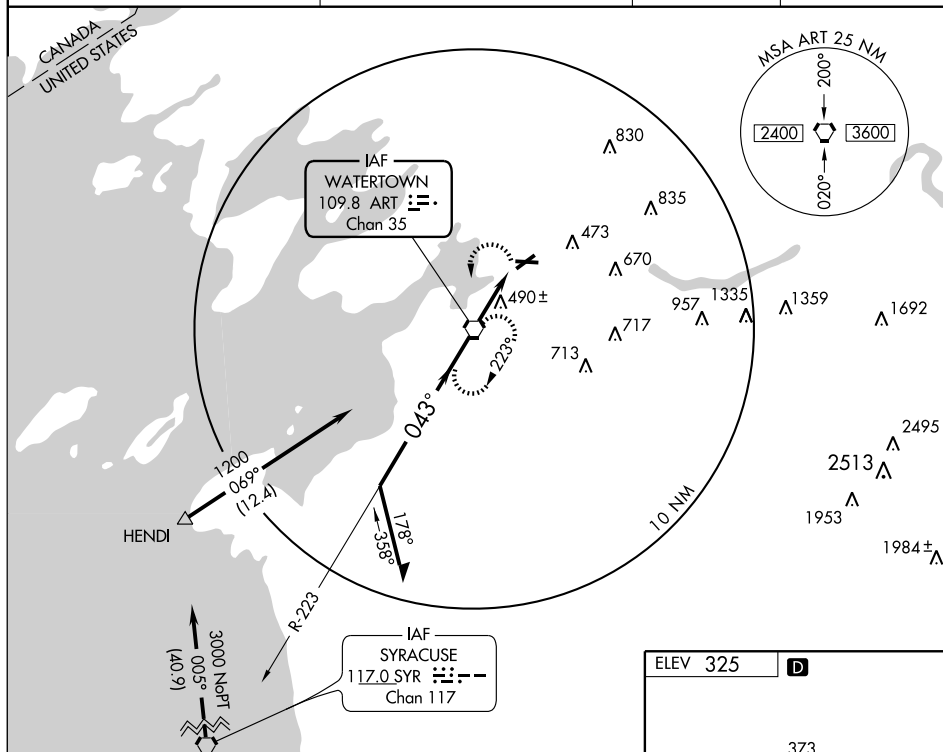 CANADA
UNITED STATES
MSA ART 25 NM
200°
2400
3600
020°
830
IAF
WATERTOWN
109.8 ART
Chan 35
835
473
670
490±
957
1335
1359
1692
717
713
223°
043°
1200
069°
(12.4)
HENDI
2495
2513
1953
1984±
10 NM
178°
358°
R-223
3000 NoPT
005°
(40.9)
IAF
SYRACUSE
117.0 SYR
Chan 117
ELEV 325
D
373